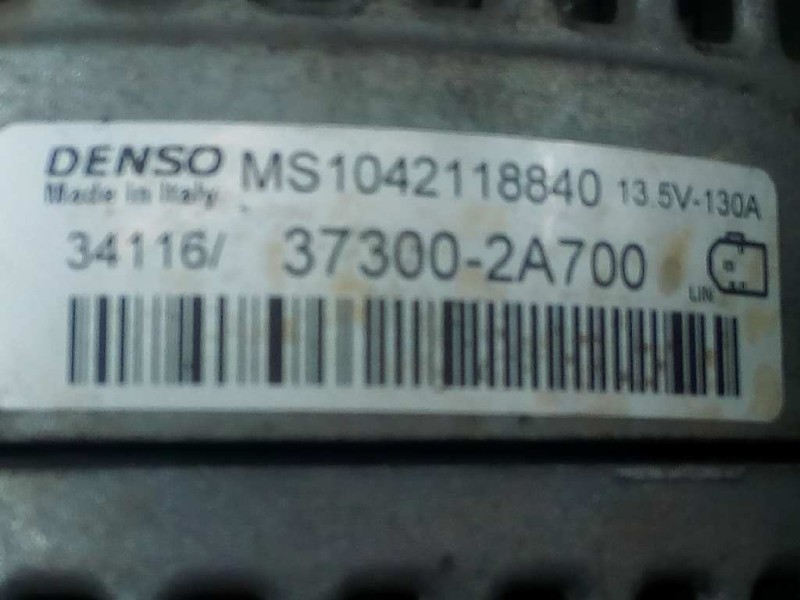 DENSO MS1042118840 13.5V-130A
Made in Italy
34116/ 37300-2A700
LIN